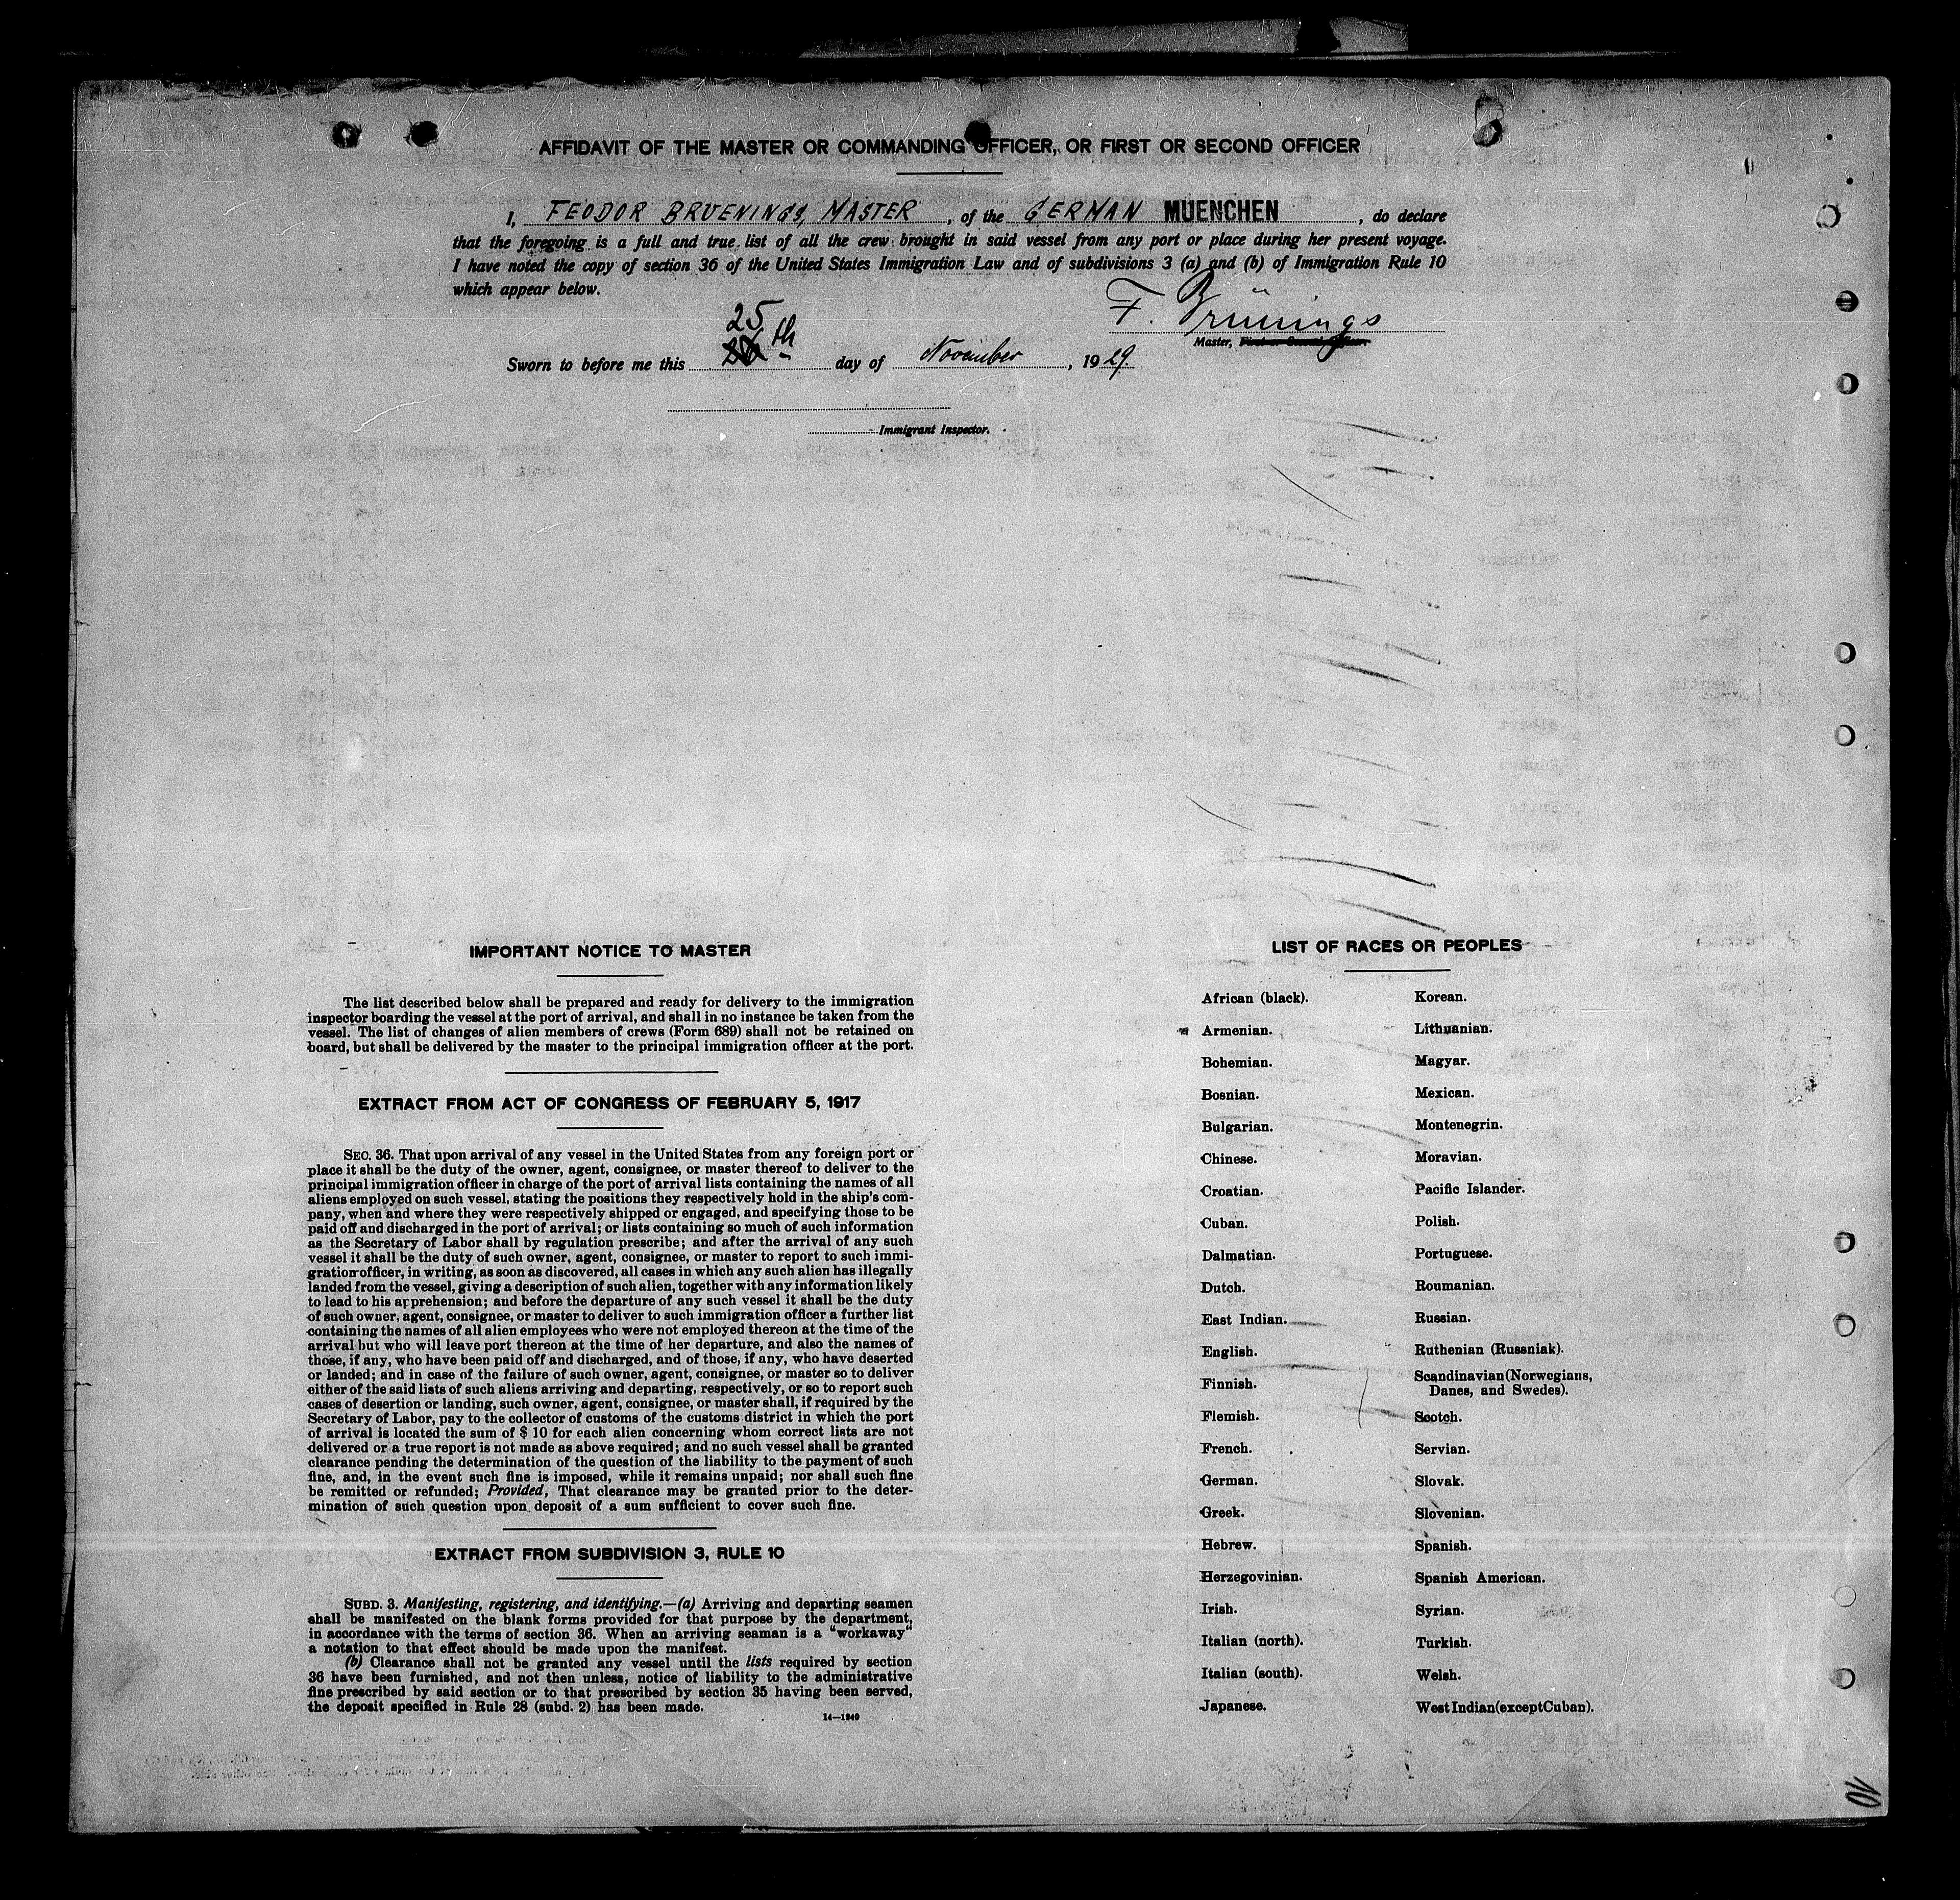 AFFIDAVIT OF THE MASTER OR COMMANDING OFFICER, OR FIRST OR SECOND OFFICER
I, FEODOR BRUENINGS, MASTER , of the GERMAN MUENCHEN , do declare
that the foregoing is a full and true list of all the crew brought in said vessel from any port or place during her present voyage.
I have noted the copy of section 36 of the United States Immigration Law and of subdivisions 3 (a) and (b) of Immigration Rule 10
which appear below.
F. Brünings
Master, First or Second Officer.
25
th
Sworn to before me this day of November , 1929.
Immigrant Inspector.
IMPORTANT NOTICE TO MASTER
The list described below shall be prepared and ready for delivery to the immigration
inspector boarding the vessel at the port of arrival, and shall in no instance be taken from the
vessel. The list of changes of alien members of crews (Form 689) shall not be retained on
board, but shall be delivered by the master to the principal immigration officer at the port.
EXTRACT FROM ACT OF CONGRESS OF FEBRUARY 5, 1917
SEC. 36. That upon arrival of any vessel in the United States from any foreign port or
place it shall be the duty of the owner, agent, consignee, or master thereof to deliver to the
principal immigration officer in charge of the port of arrival lists containing the names of all
aliens employed on such vessel, stating the positions they respectively hold in the ship's com-
pany, when and where they were respectively shipped or engaged, and specifying those to be
paid off and discharged in the port of arrival; or lists containing so much of such information
as the Secretary of Labor shall by regulation prescribe; and after the arrival of any such
vessel it shall be the duty of such owner, agent, consignee, or master to report to such immi-
gration officer, in writing, as soon as discovered, all cases in which any such alien has illegally
landed from the vessel, giving a description of such alien, together with any information likely
to lead to his apprehension; and before the departure of any such vessel it shall be the duty
of such owner, agent, consignee, or master to deliver to such immigration officer a further list
containing the names of all alien employees who were not employed thereon at the time of the
arrival but who will leave port thereon at the time of her departure, and also the names of
those, if any, who have been paid off and discharged, and of those, if any, who have deserted
or landed; and in case of the failure of such owner, agent, consignee, or master so to deliver
either of the said lists of such aliens arriving and departing, respectively, or so to report such
cases of desertion or landing, such owner, agent, consignee, or master shall, if required by the
Secretary of Labor, pay to the collector of customs of the customs district in which the port
of arrival is located the sum of $ 10 for each alien concerning whom correct lists are not
delivered or a true report is not made as above required; and no such vessel shall be granted
clearance pending the determination of the question of the liability to the payment of such
fine, and, in the event such fine is imposed, while it remains unpaid; nor shall such fine
be remitted or refunded; Provided, That clearance may be granted prior to the deter-
mination of such question upon deposit of a sum sufficient to cover such fine.
EXTRACT FROM SUBDIVISION 3, RULE 10
SUBD. 3. Manifesting, registering, and identifying.—(a) Arriving and departing seamen
shall be manifested on the blank forms provided for that purpose by the department,
in accordance with the terms of section 36. When an arriving seaman is a "workaway"
a notation to that effect should be made upon the manifest.
(b) Clearance shall not be granted any vessel until the lists required by section
36 have been furnished, and not then unless, notice of liability to the administrative
fine prescribed by said section or to that prescribed by section 35 having been served,
the deposit specified in Rule 28 (subd. 2) has been made.
14—1240
LIST OF RACES OR PEOPLES
African (black).
Armenian.
Bohemian.
Bosnian.
Bulgarian.
Chinese.
Croatian.
Cuban.
Dalmatian.
Dutch.
East Indian.
English.
Finnish.
Flemish.
French.
German.
Greek.
Hebrew.
Herzegovinian.
Irish.
Italian (north).
Italian (south).
Japanese.
Korean.
Lithuanian.
Magyar.
Mexican.
Montenegrin.
Moravian.
Pacific Islander.
Polish.
Portuguese.
Roumanian.
Russian.
Ruthenian (Russniak).
Scandinavian (Norwegians,
Danes, and Swedes).
Scotch.
Servian.
Slovak.
Slovenian.
Spanish.
Spanish American.
Syrian.
Turkish.
Welsh.
West Indian (except Cuban).